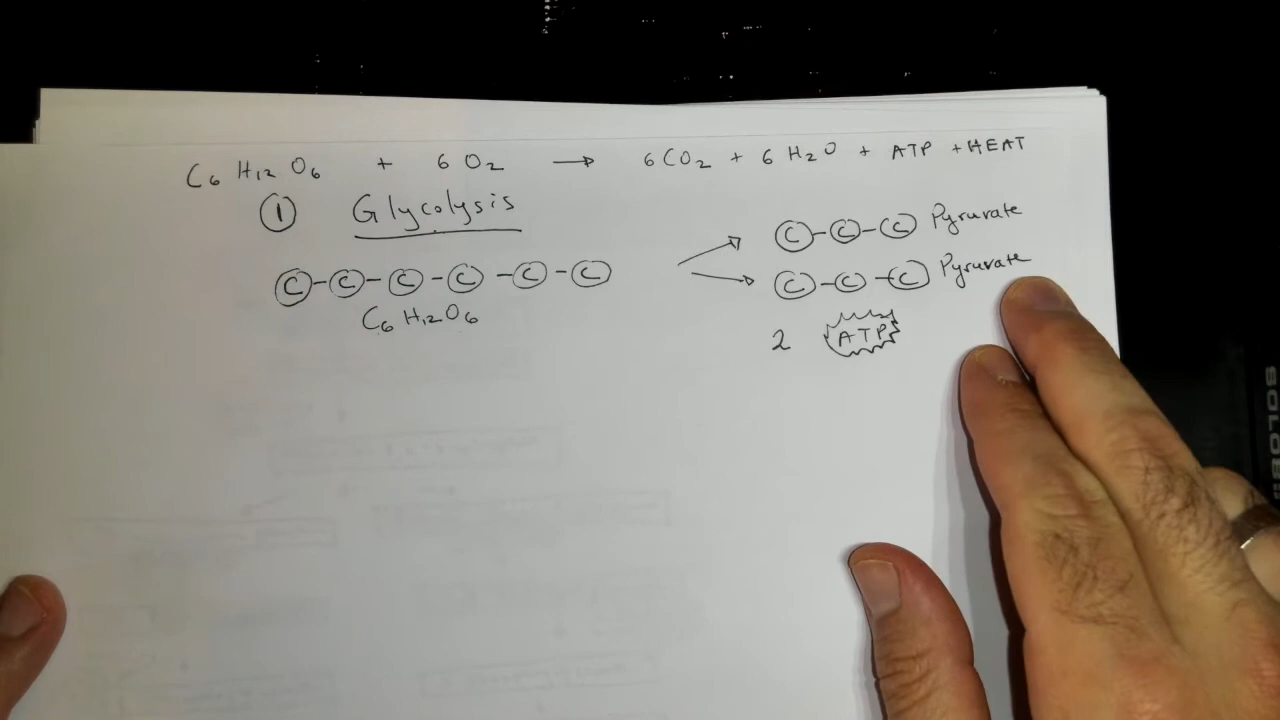 C6 H12 O6 + 6 O2 → 6 CO2 + 6 H2O + ATP + HEAT
① Glycolysis
C-C-C-C-C-C
C6 H12 O6
C-C-C Pyruvate
C-C-C Pyruvate
2 ATP